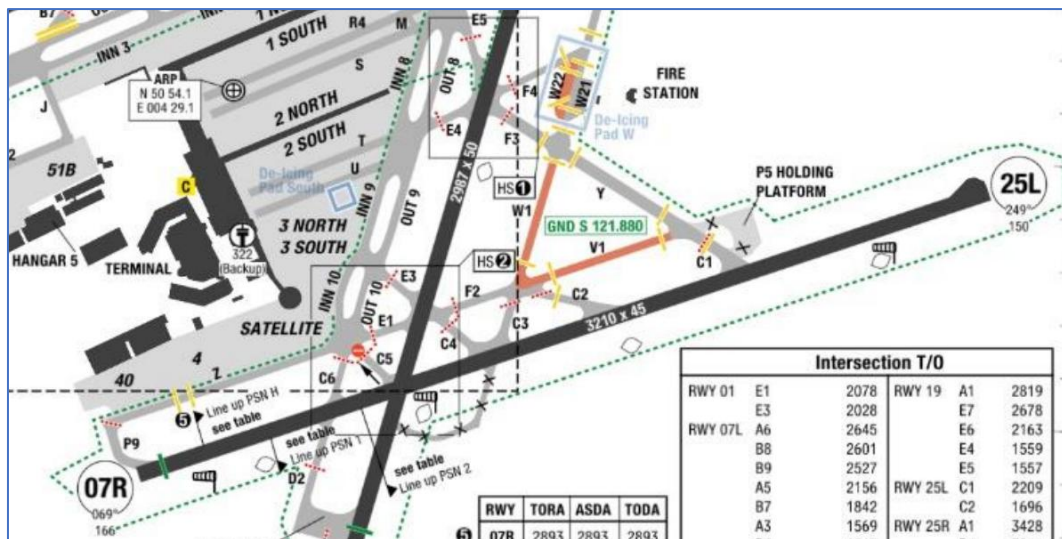 B7
INN 3
1 SOUTH
R4
M
E5
INN 8
OUT 8
S
ARP
N 50 54.1
E 004 29.1
2 NORTH
2 SOUTH
T
U
J
51B
De-Icing
Pad South
E4
F4
F3
W22
W21
FIRE
STATION
De-Icing
Pad W
2987 x 50
HS 1
W1
Y
P5 HOLDING
PLATFORM
25L
249°
150
GND S 121.880
V1
C1
C
INN 9
OUT 9
3 NORTH
3 SOUTH
HANGAR 5
TERMINAL
322
(Backup)
HS 2
INN 10
OUT 10
E3
F2
C2
C3
3210 x 45
SATELLITE
E1
C4
C5
C6
4
40
Z
5
Line up PSN H
see table
P9
see table
Line up PSN 1
D2
see table
Line up PSN 2
07R
069°
166
Intersection T/O
RWY 01 E1 2078 RWY 19 A1 2819
E3 2028 E7 2678
RWY 07L A6 2645 E6 2163
B8 2601 E4 1559
B9 2527 E5 1557
A5 2156 RWY 25L C1 2209
B7 1842 C2 1696
A3 1569 RWY 25R A1 3428
RWY TORA ASDA TODA
5 07R 2893 2893 2893